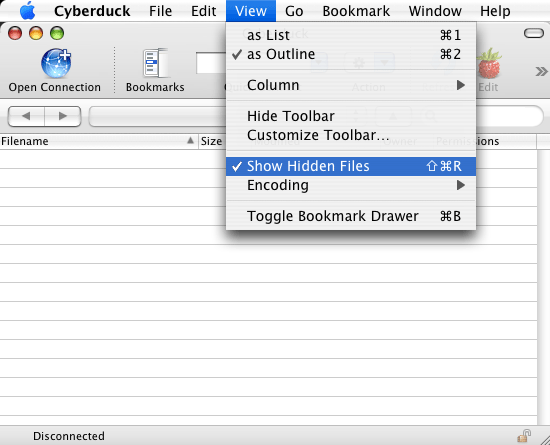 Cyberduck File Edit View Go Bookmark Window Help
as List ⌘1
✓ as Outline ⌘2
Column ▶
Hide Toolbar
Customize Toolbar...
✓ Show Hidden Files ⇧⌘R
Encoding ▶
Toggle Bookmark Drawer ⌘B
Open Connection Bookmarks Action Edit
Filename Size Permissions
Disconnected